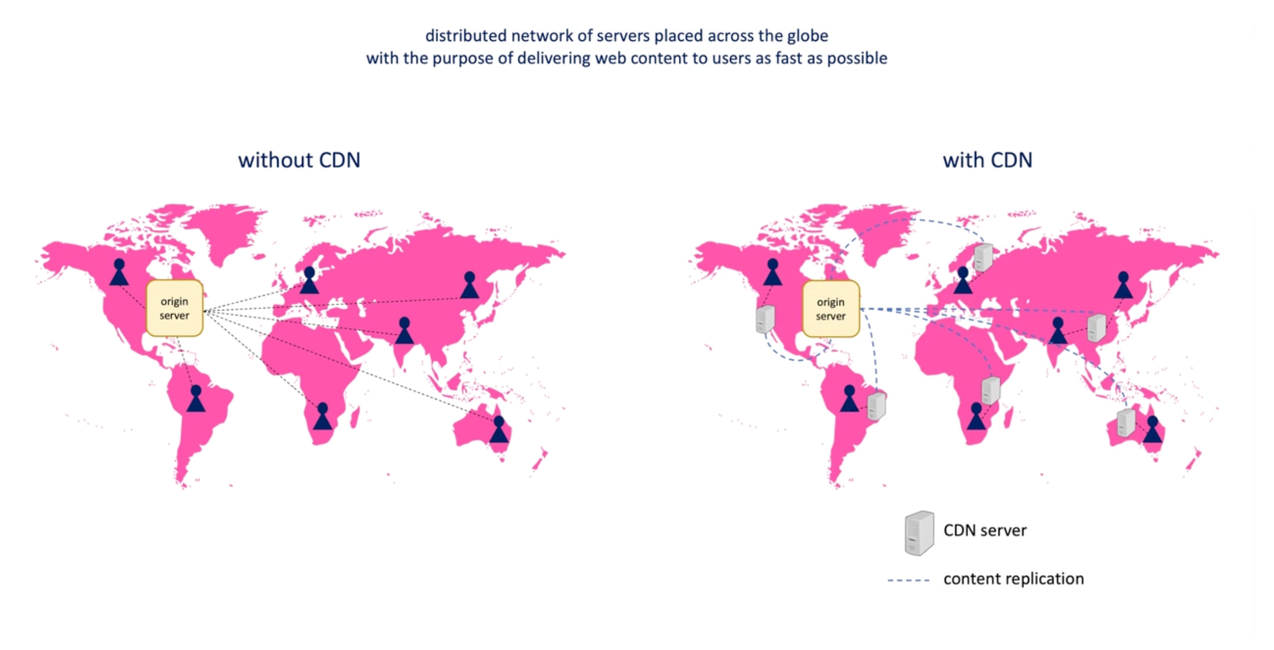 distributed network of servers placed across the globe
with the purpose of delivering web content to users as fast as possible
without CDN
origin
server
with CDN
origin
server
CDN server
content replication